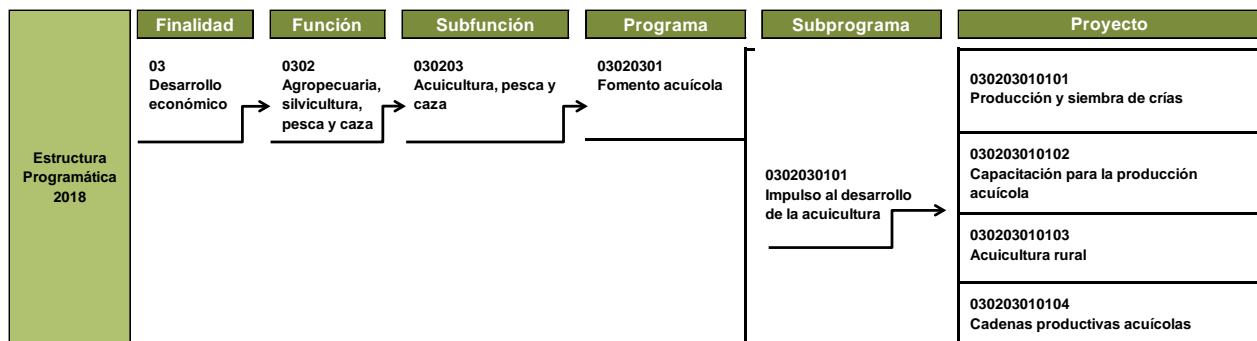 Finalidad
Función
Subfunción
Programa
Subprograma
Proyecto
Estructura
Programática
2018
03
Desarrollo
económico
0302
Agropecuaria,
silvicultura,
pesca y caza
030203
Acuicultura, pesca y
caza
03020301
Fomento acuícola
0302030101
Impulso al desarrollo
de la acuicultura
030203010101
Producción y siembra de crías
030203010102
Capacitación para la producción
acuícola
030203010103
Acuicultura rural
030203010104
Cadenas productivas acuícolas